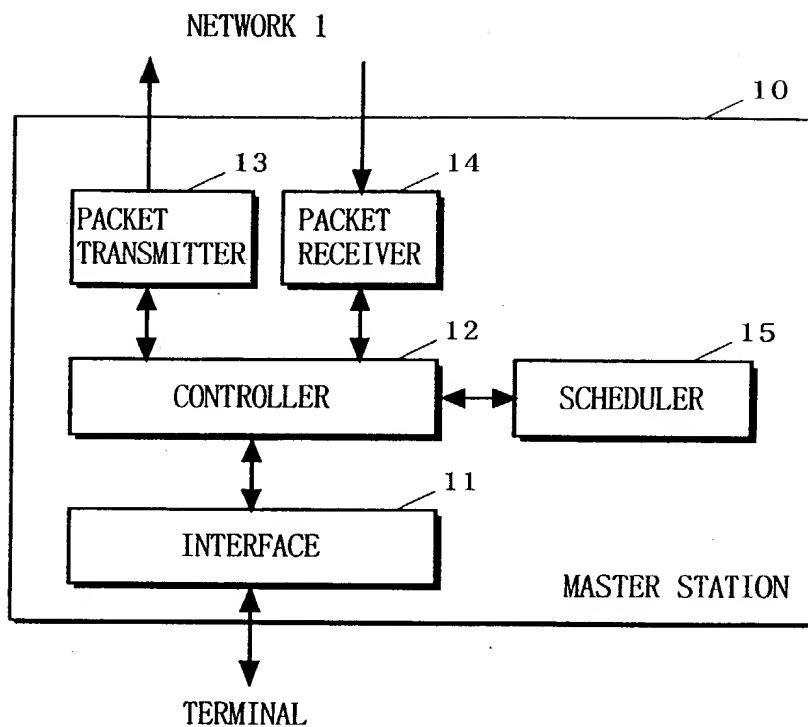 NETWORK 1
10
13
14
PACKET
TRANSMITTER
PACKET
RECEIVER
12
15
CONTROLLER
SCHEDULER
11
INTERFACE
MASTER STATION
TERMINAL